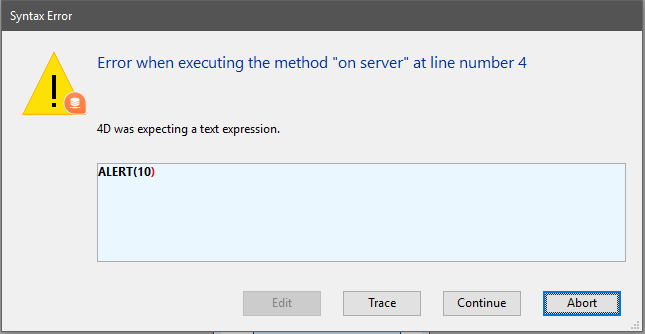 Syntax Error
Error when executing the method "on server" at line number 4
4D was expecting a text expression.
ALERT(10)
Edit
Trace
Continue
Abort